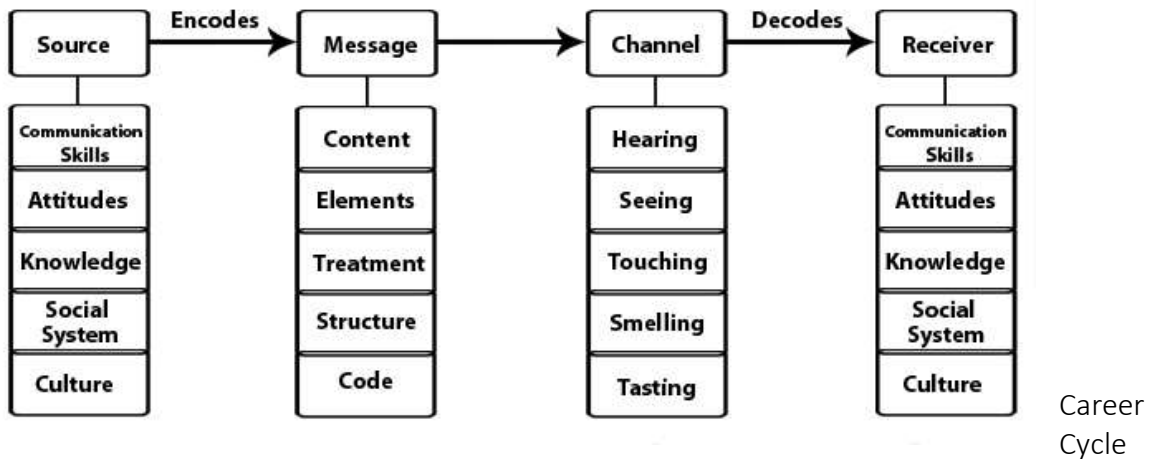 Encodes
Decodes
Source
Message
Channel
Receiver
Communication
Skills
Attitudes
Knowledge
Social
System
Culture
Content
Elements
Treatment
Structure
Code
Hearing
Seeing
Touching
Smelling
Tasting
Communication
Skills
Attitudes
Knowledge
Social
System
Culture
Career
Cycle